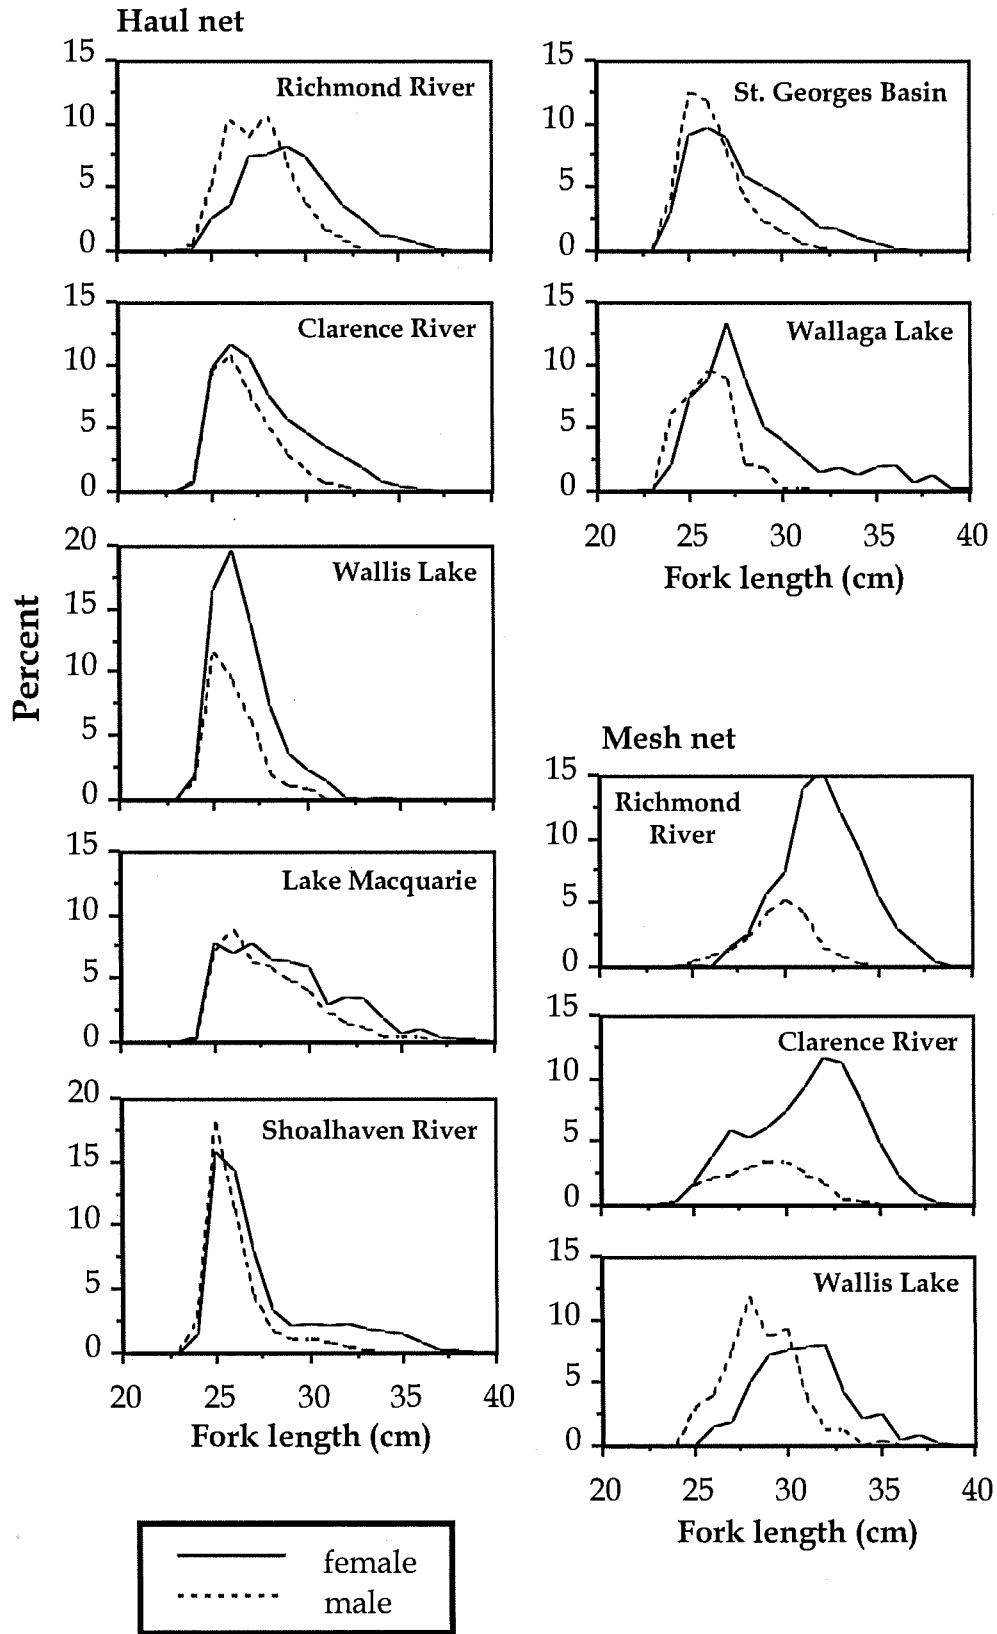 Haul net
15
10
5
0
Richmond River
15
10
5
0
Clarence River
20
15
10
5
0
Wallis Lake
Percent
15
10
5
0
Lake Macquarie
20
15
10
5
0
Shoalhaven River
20 25 30 35 40
Fork length (cm)
15
10
5
0
St. Georges Basin
15
10
5
0
Wallaga Lake
20 25 30 35 40
Fork length (cm)
Mesh net
15
10
5
0
Richmond
River
15
10
5
0
Clarence River
15
10
5
0
Wallis Lake
20 25 30 35 40
Fork length (cm)
female
male